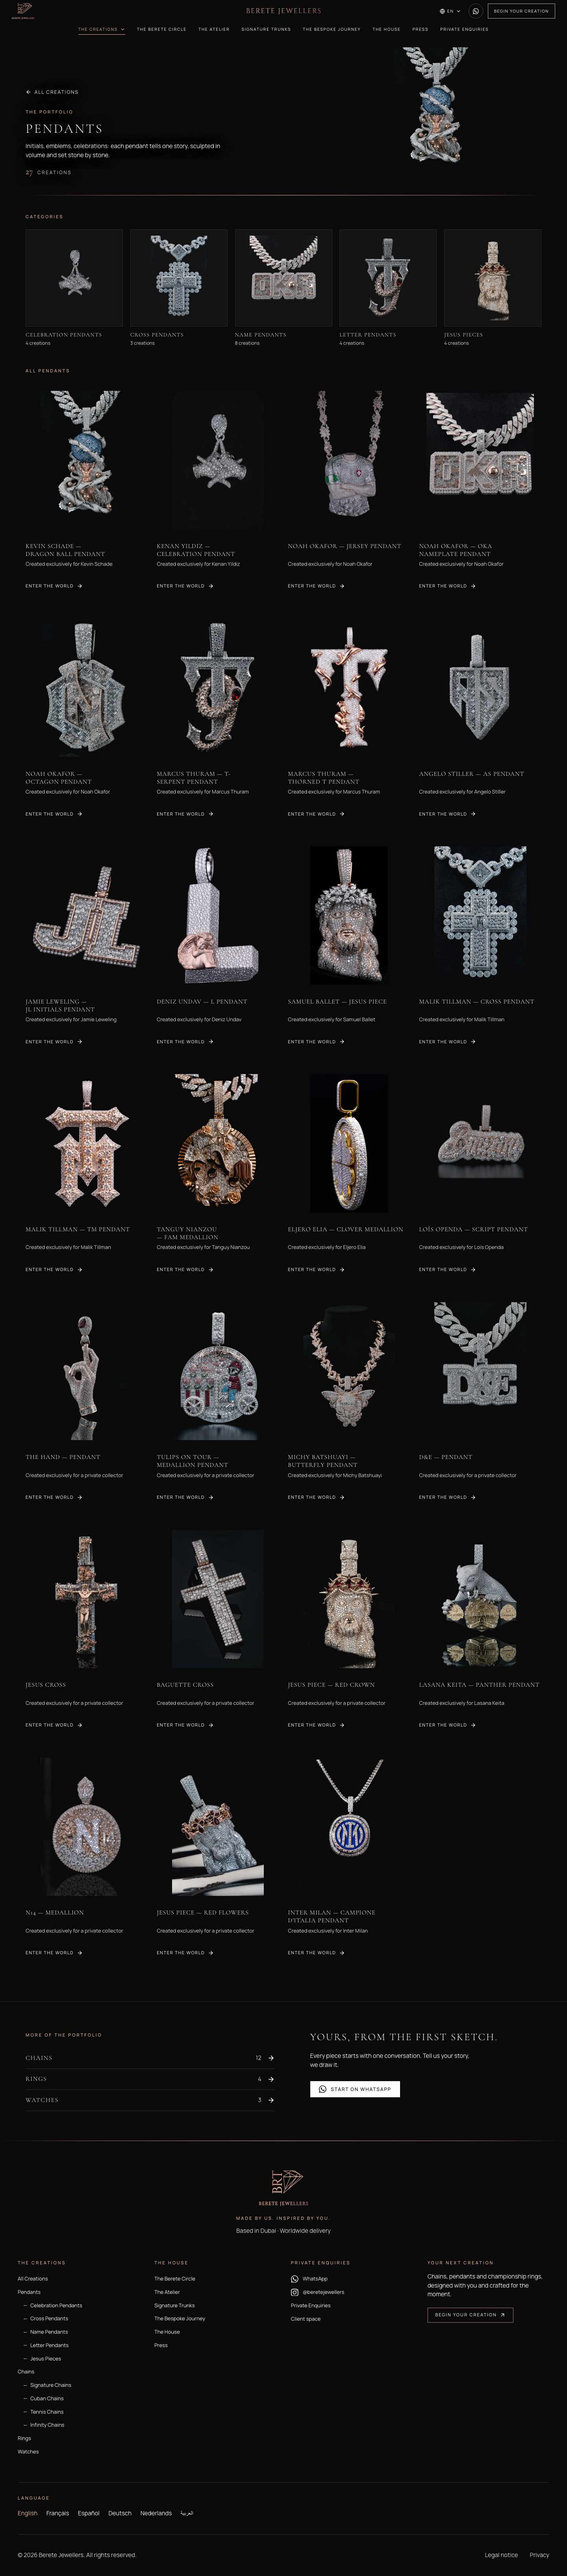 BERETE JEWELLERS
BERETE JEWELLERS
EN
BEGIN YOUR CREATION
THE CREATIONS
THE BERETE CIRCLE
THE ATELIER
SIGNATURE TRUNKS
THE BESPOKE JOURNEY
THE HOUSE
PRESS
PRIVATE ENQUIRIES
← ALL CREATIONS
THE PORTFOLIO
PENDANTS
Initials, emblems, celebrations: each pendant tells one story, sculpted in
volume and set stone by stone.
27 CREATIONS
CATEGORIES
CELEBRATION PENDANTS
4 creations
CROSS PENDANTS
3 creations
NAME PENDANTS
8 creations
LETTER PENDANTS
4 creations
JESUS PIECES
4 creations
ALL PENDANTS
KEVIN SCHADE —
DRAGON BALL PENDANT
Created exclusively for Kevin Schade
ENTER THE WORLD →
KENAN YILDIZ —
CELEBRATION PENDANT
Created exclusively for Kenan Yildiz
ENTER THE WORLD →
NOAH OKAFOR — JERSEY PENDANT
Created exclusively for Noah Okafor
ENTER THE WORLD →
NOAH OKAFOR — OKA
NAMEPLATE PENDANT
Created exclusively for Noah Okafor
ENTER THE WORLD →
NOAH OKAFOR —
OCTAGON PENDANT
Created exclusively for Noah Okafor
ENTER THE WORLD →
MARCUS THURAM — T-
SERPENT PENDANT
Created exclusively for Marcus Thuram
ENTER THE WORLD →
MARCUS THURAM —
THORNED T PENDANT
Created exclusively for Marcus Thuram
ENTER THE WORLD →
ANGELO STILLER — AS PENDANT
Created exclusively for Angelo Stiller
ENTER THE WORLD →
JAMIE LEWELING —
JL INITIALS PENDANT
Created exclusively for Jamie Leweling
ENTER THE WORLD →
DENIZ UNDAV — L PENDANT
Created exclusively for Deniz Undav
ENTER THE WORLD →
SAMUEL BALLET — JESUS PIECE
Created exclusively for Samuel Ballet
ENTER THE WORLD →
MALIK TILLMAN — CROSS PENDANT
Created exclusively for Malik Tillman
ENTER THE WORLD →
MALIK TILLMAN — TM PENDANT
Created exclusively for Malik Tillman
ENTER THE WORLD →
TANGUY NIANZOU
— FAM MEDALLION
Created exclusively for Tanguy Nianzou
ENTER THE WORLD →
ELJERO ELIA — CLOVER MEDALLION
Created exclusively for Eljero Elia
ENTER THE WORLD →
LOÏS OPENDA — SCRIPT PENDANT
Created exclusively for Loïs Openda
ENTER THE WORLD →
THE HAND — PENDANT
Created exclusively for a private collector
ENTER THE WORLD →
TULIPS ON TOUR —
MEDALLION PENDANT
Created exclusively for a private collector
ENTER THE WORLD →
MICHY BATSHUAYI —
BUTTERFLY PENDANT
Created exclusively for Michy Batshuayi
ENTER THE WORLD →
D&E — PENDANT
Created exclusively for a private collector
ENTER THE WORLD →
JESUS CROSS
Created exclusively for a private collector
ENTER THE WORLD →
BAGUETTE CROSS
Created exclusively for a private collector
ENTER THE WORLD →
JESUS PIECE — RED CROWN
Created exclusively for a private collector
ENTER THE WORLD →
LASANA KEITA — PANTHER PENDANT
Created exclusively for Lasana Keita
ENTER THE WORLD →
N14 — MEDALLION
Created exclusively for a private collector
ENTER THE WORLD →
JESUS PIECE — RED FLOWERS
Created exclusively for a private collector
ENTER THE WORLD →
INTER MILAN — CAMPIONE
D'ITALIA PENDANT
Created exclusively for Inter Milan
ENTER THE WORLD →
MORE OF THE PORTFOLIO
CHAINS 12 →
RINGS 4 →
WATCHES 3 →
YOURS, FROM THE FIRST SKETCH.
Every piece starts with one conversation. Tell us your story,
we draw it.
START ON WHATSAPP
BRT
BERETE JEWELLERS
MADE BY US. INSPIRED BY YOU.
Based in Dubai · Worldwide delivery
THE CREATIONS
All Creations
Pendants
— Celebration Pendants
— Cross Pendants
— Name Pendants
— Letter Pendants
— Jesus Pieces
Chains
— Signature Chains
— Cuban Chains
— Tennis Chains
— Infinity Chains
Rings
Watches
THE HOUSE
The Berete Circle
The Atelier
Signature Trunks
The Bespoke Journey
The House
Press
PRIVATE ENQUIRIES
WhatsApp
@beretejewellers
Private Enquiries
Client space
YOUR NEXT CREATION
Chains, pendants and championship rings,
designed with you and crafted for the
moment.
BEGIN YOUR CREATION ↗
LANGUAGE
English
Français
Español
Deutsch
Nederlands
العربية
© 2026 Berete Jewellers. All rights reserved.
Legal notice
Privacy